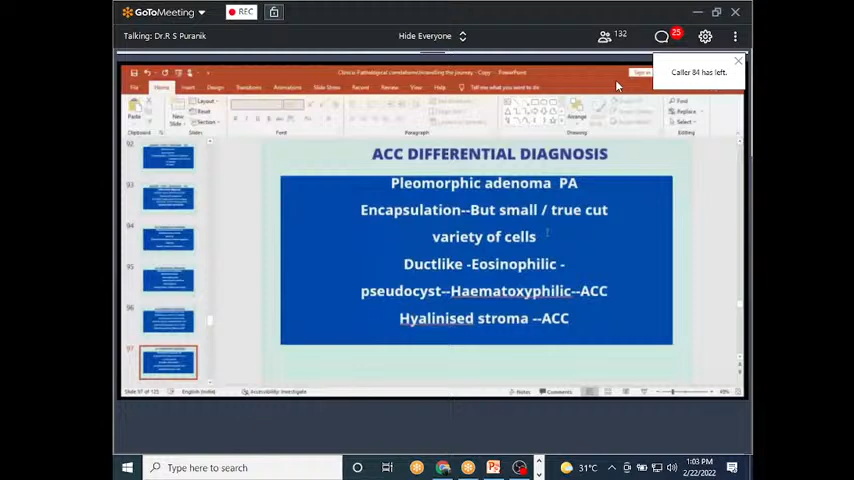 GoToMeeting
REC
Talking: Dr.R S Puranik
Hide Everyone
132
25
Caller 84 has left.
Clinico Pathological correlations/travelling the journey - Copy - PowerPoint
Sign in
File
Home
Insert
Design
Transitions
Animations
Slide Show
Recent
Review
View
Help
Tell me what you want to do
Paste
New Slide
Layout
Reset
Section
Arrange
Find
Replace
Select
Clipboard
Slides
Font
Paragraph
Drawing
Editing
92
93
94
95
96
97
ACC DIFFERENTIAL DIAGNOSIS
Pleomorphic adenoma PA
Encapsulation--But small / true cut
variety of cells
Ductlike -Eosinophilic -
pseudocyst--Haematoxyphilic--ACC
Hyalinised stroma --ACC
Slide 97 of 125
English (India)
Accessibility: Investigate
Notes
Comments
49%
Type here to search
31°C
1:03 PM
2/22/2022